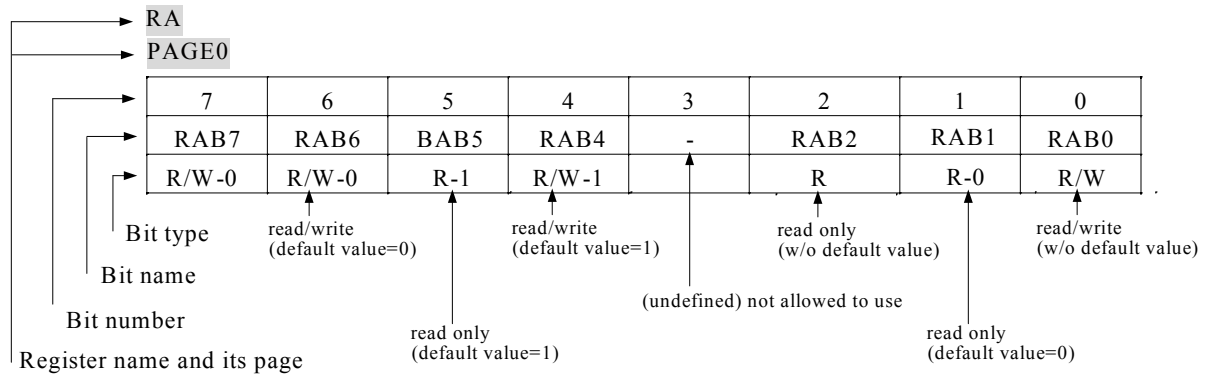 RA
PAGE0
7 6 5 4 3 2 1 0
RAB7 RAB6 BAB5 RAB4 - RAB2 RAB1 RAB0
R/W-0 R/W-0 R-1 R/W-1 R R-0 R/W
Bit type
read/write
(default value=0)
read/write
(default value=1)
read only
(w/o default value)
read/write
(w/o default value)
Bit name
(undefined) not allowed to use
Bit number
read only
(default value=1)
read only
(default value=0)
Register name and its page